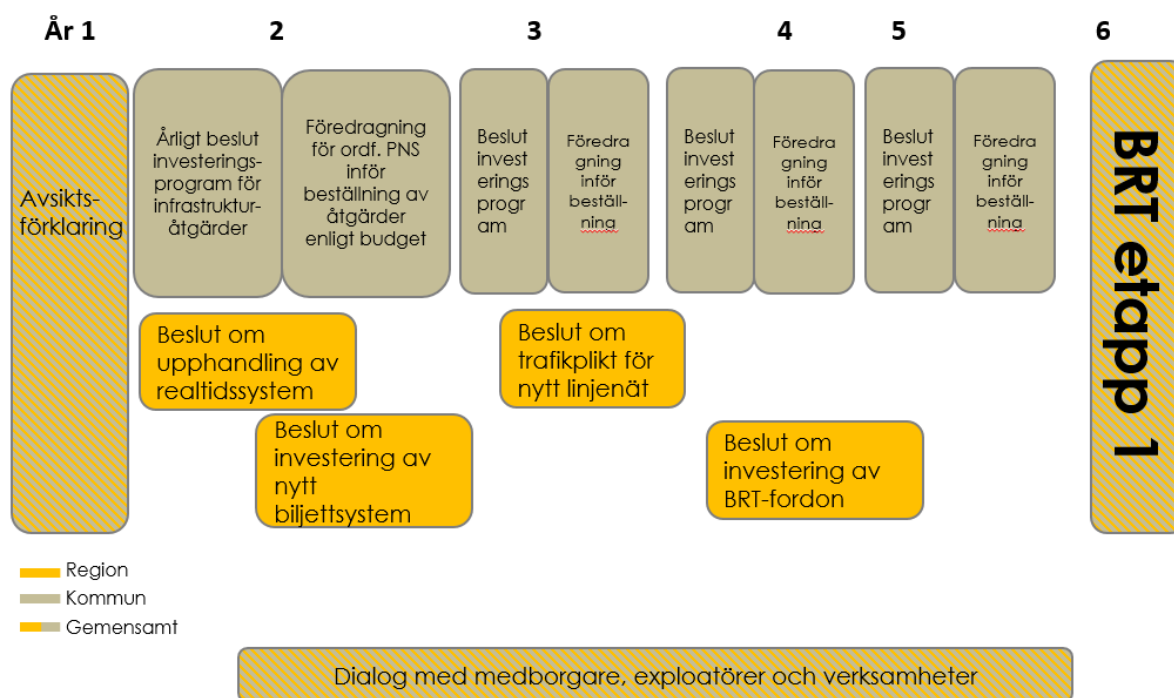 År 1
2
3
4
5
6
Avsikts-
förklaring
Årligt beslut
investerings-
program för
infrastruktur-
åtgärder
Föredragning
för ordf. PNS
inför
beställning av
åtgärder
enligt budget
Beslut
invest
erings
progr
am
Föredra
gning
inför
beställ-
ning
Beslut
invest
erings
progr
am
Föredra
gning
inför
beställ-
ning
Beslut
invest
erings
progr
am
Föredra
gning
inför
beställ-
ning
BRT etapp 1
Beslut om
upphandling av
realtidssystem
Beslut om
trafikplikt för
nytt linjenät
Beslut om
investering av
nytt
biljettsystem
Beslut om
investering av
BRT-fordon
Region
Kommun
Gemensamt
Dialog med medborgare, exploatörer och verksamheter